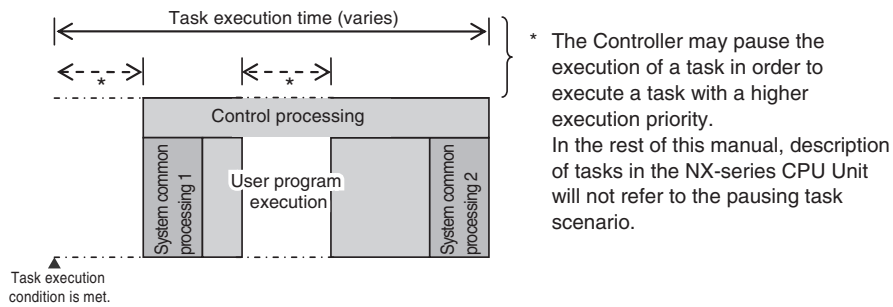 Task execution time (varies)
*
*
Control processing
System common
processing 1
User program
execution
System common
processing 2
Task execution
condition is met.
* The Controller may pause the
execution of a task in order to
execute a task with a higher
execution priority.
In the rest of this manual, description
of tasks in the NX-series CPU Unit
will not refer to the pausing task
scenario.